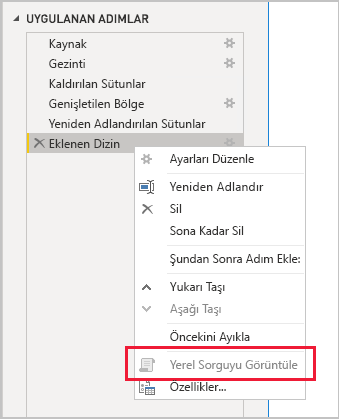 UYGULANAN ADIMLAR
Kaynak
Gezinti
Kaldırılan Sütunlar
Genişletilen Bölge
Yeniden Adlandırılan Sütunlar
Eklenen Dizin
Ayarları Düzenle
Yeniden Adlandır
Sil
Sona Kadar Sil
Şundan Sonra Adım Ekle:
Yukarı Taşı
Aşağı Taşı
Öncekini Ayıkla
Yerel Sorguyu Görüntüle
Özellikler...